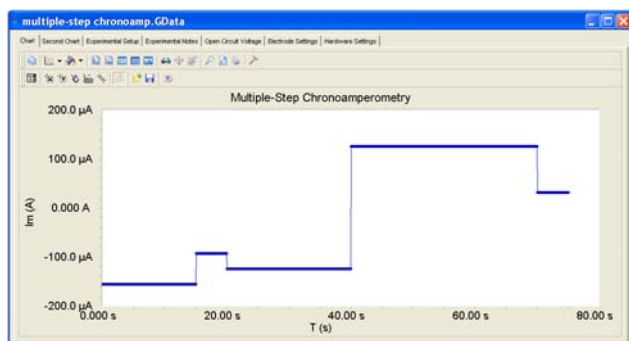 multiple-step chronoamp.GData
Chart Second Chart Experimental Setup Experimental Notes Open Circuit Voltage Electrode Settings Hardware Settings
Multiple-Step Chronoamperometry
200.0 µA
100.0 µA
0.000 A
-100.0 µA
-200.0 µA
Im (A)
0.000 s 20.00 s 40.00 s 60.00 s 80.00 s
T (s)